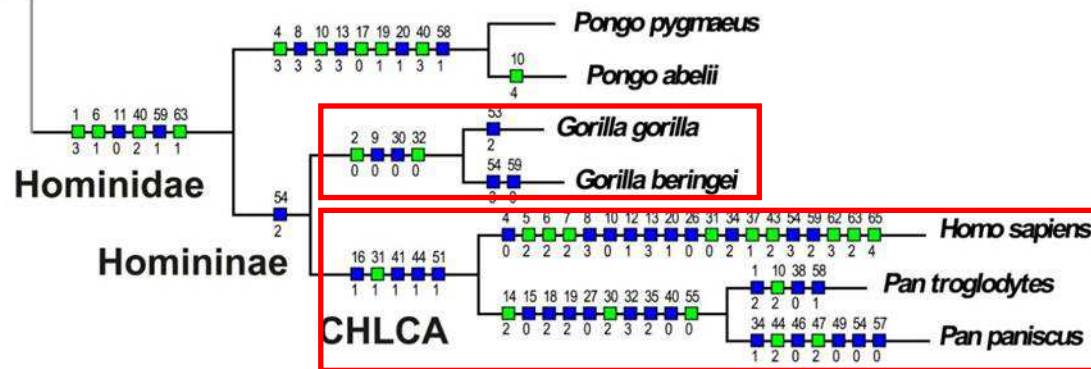 4 8 10 13 17 19 20 40 58
3 3 3 3 0 1 1 3 1
Pongo pygmaeus
10
4
Pongo abelii
1 6 11 40 59 63
3 1 0 2 1 1
Hominidae
2 9 30 32
0 0 0 0
53
2
Gorilla gorilla
54 59
Gorilla beringei
54
2
Homininae
4 5 6 7 8 10 12 13 20 26 31 34 37 43 54 59 62 63 65
0 2 2 2 3 0 1 3 1 0 0 2 1 2 3 2 3 2 4
Homo sapiens
16 31 41 44 51
1 1 1 1 1
CHLCA
14 15 18 19 27 30 32 35 40 55
2 0 2 2 0 2 3 2 0 0
1 10 38 58
2 2 0 1
Pan troglodytes
34 44 46 47 49 54 57
1 2 0 2 0 0 0
Pan paniscus